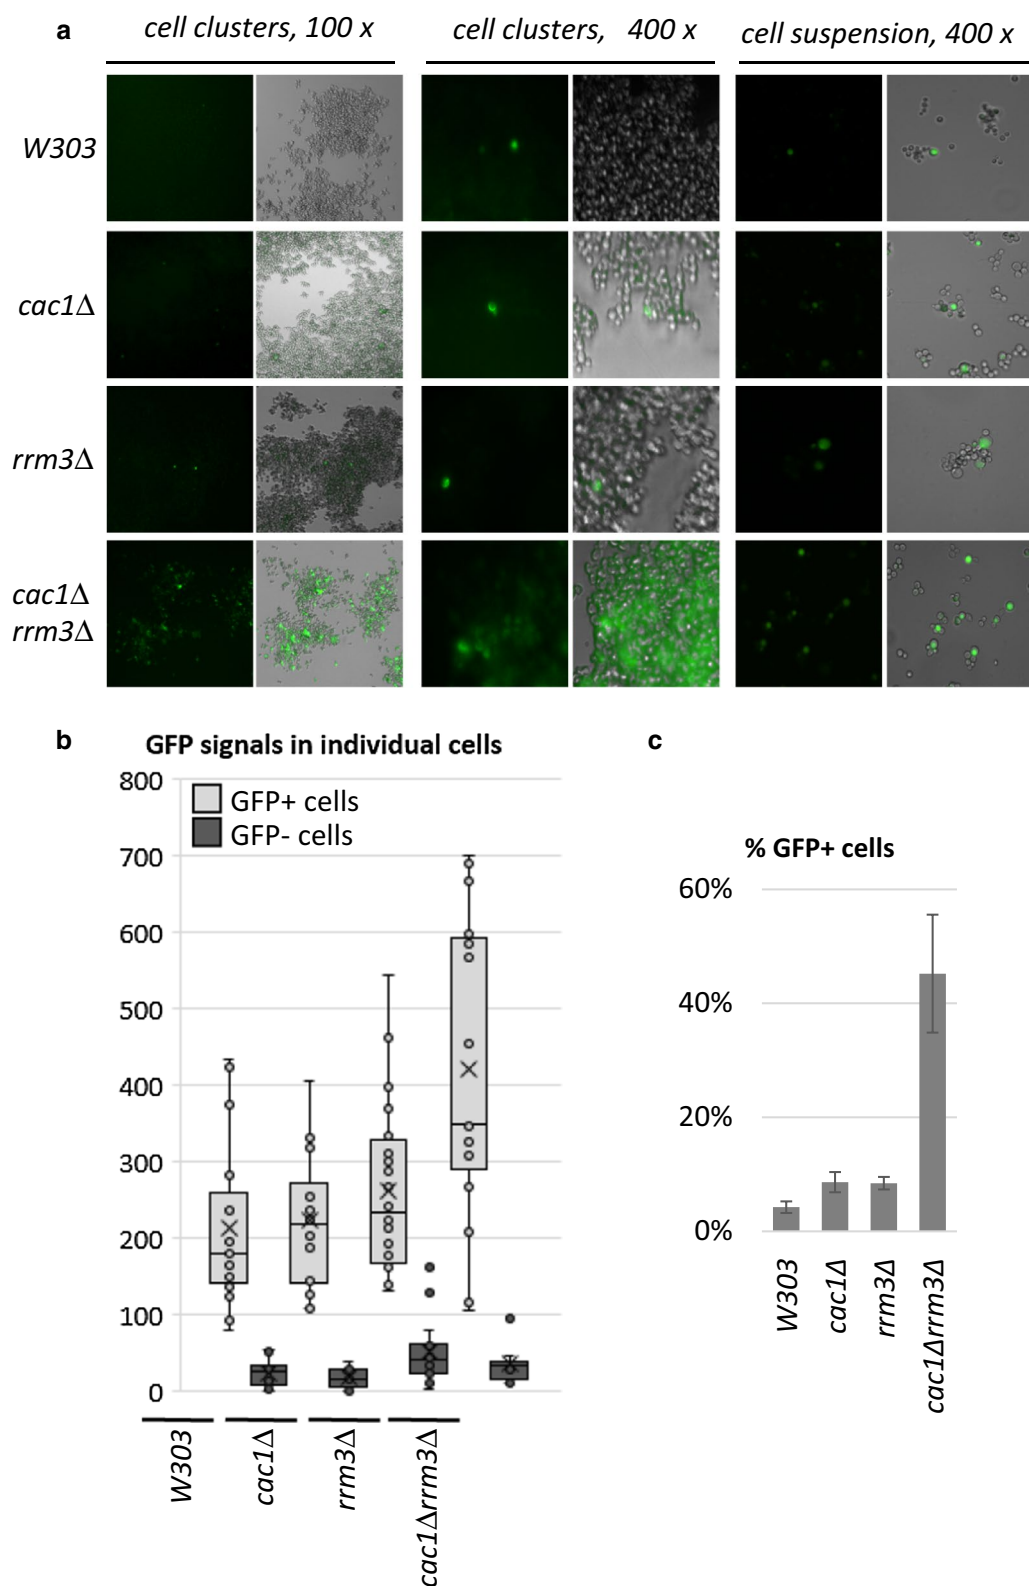 a
cell clusters, 100 x
cell clusters, 400 x
cell suspension, 400 x
W303
cac1Δ
rrm3Δ
cac1Δ
rrm3Δ
b
GFP signals in individual cells
800
700
600
500
400
300
200
100
0
GFP+ cells
GFP- cells
W303
cac1Δ
rrm3Δ
cac1Δrrm3Δ
c
% GFP+ cells
60%
40%
20%
0%
W303
cac1Δ
rrm3Δ
cac1Δrrm3Δ